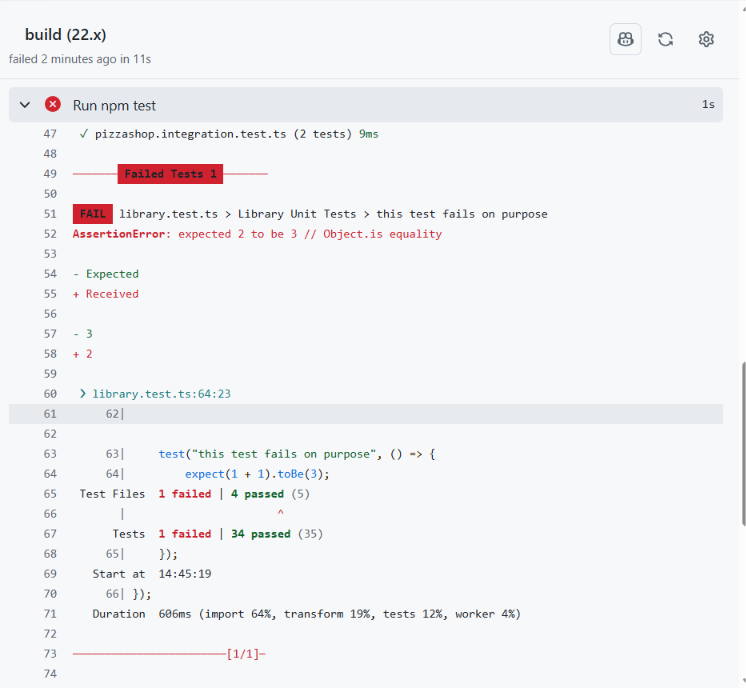 build (22.x)
failed 2 minutes ago in 11s
Run npm test 1s
47 ✓ pizzashop.integration.test.ts (2 tests) 9ms
48
49 Failed Tests 1
50
51 FAIL library.test.ts > Library Unit Tests > this test fails on purpose
52 AssertionError: expected 2 to be 3 // Object.is equality
53
54 - Expected
55 + Received
56
57 - 3
58 + 2
59
60 ❯ library.test.ts:64:23
61 62|
62
63 63| test("this test fails on purpose", () => {
64 64| expect(1 + 1).toBe(3);
65 Test Files 1 failed | 4 passed (5)
66 | ^
67 Tests 1 failed | 34 passed (35)
68 65| });
69 Start at 14:45:19
70 66| });
71 Duration 606ms (import 64%, transform 19%, tests 12%, worker 4%)
72
73 [1/1]
74